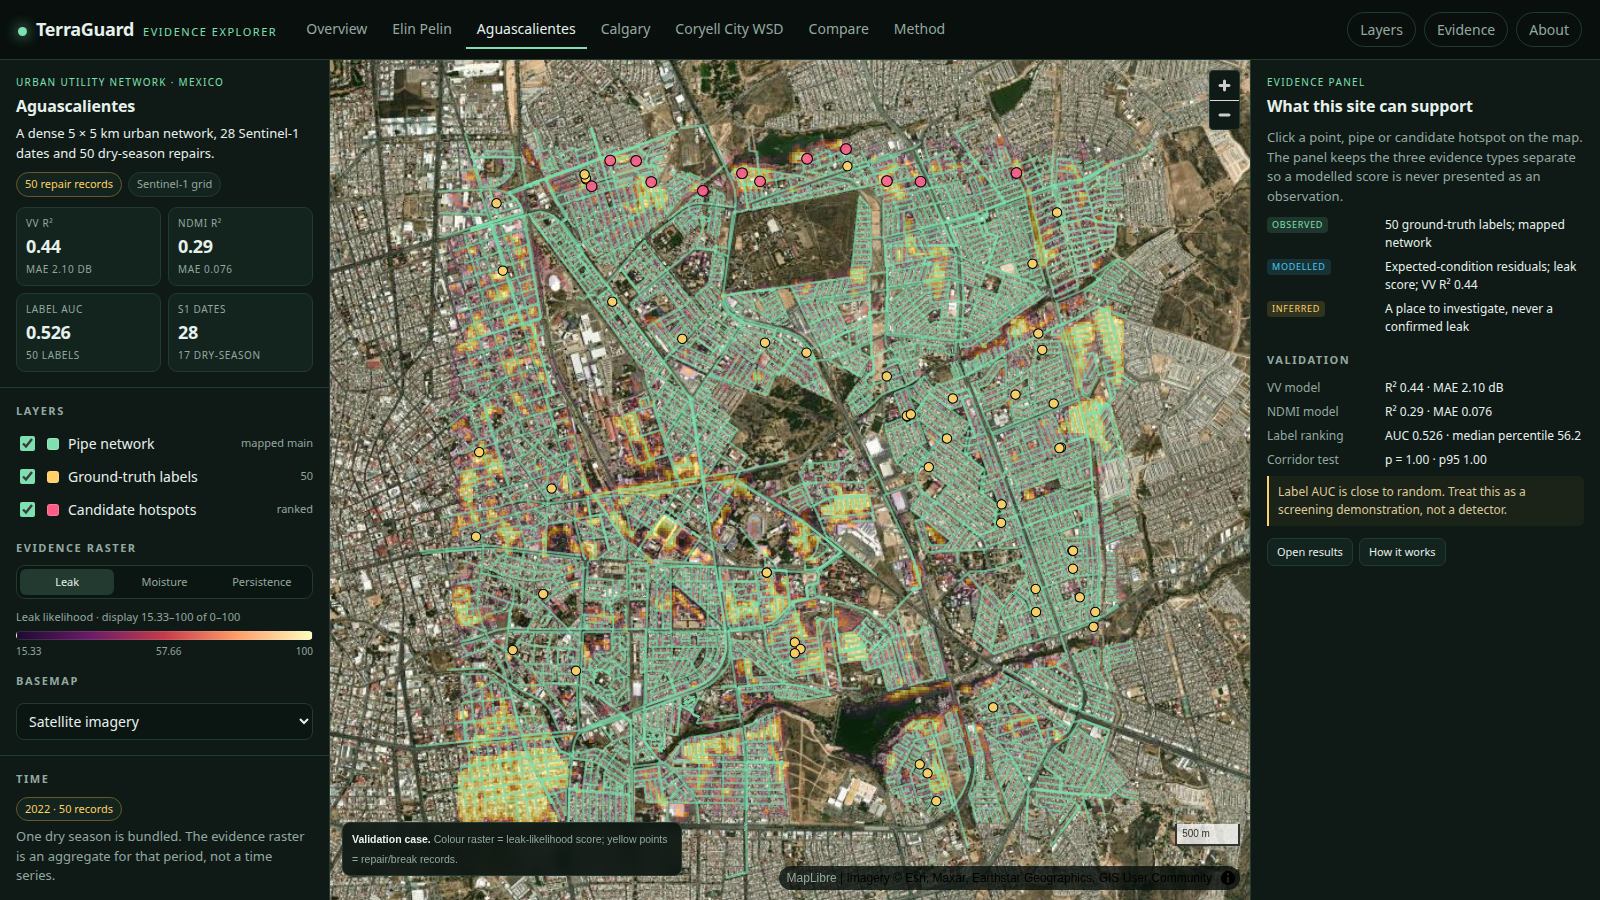 TerraGuard EVIDENCE EXPLORER
Overview
Elin Pelin
Aguascalientes
Calgary
Coryell City WSD
Compare
Method
Layers
Evidence
About
URBAN UTILITY NETWORK · MEXICO
Aguascalientes
A dense 5 × 5 km urban network, 28 Sentinel-1
dates and 50 dry-season repairs.
50 repair records
Sentinel-1 grid
VV R²
0.44
MAE 2.10 DB
NDMI R²
0.29
MAE 0.076
LABEL AUC
0.526
50 LABELS
S1 DATES
28
17 DRY-SEASON
LAYERS
Pipe network mapped main
Ground-truth labels 50
Candidate hotspots ranked
EVIDENCE RASTER
Leak Moisture Persistence
Leak likelihood · display 15.33–100 of 0–100
15.33 57.66 100
BASEMAP
Satellite imagery
TIME
2022 · 50 records
One dry season is bundled. The evidence raster
is an aggregate for that period, not a time
series.
+
−
Validation case. Colour raster = leak-likelihood score; yellow points
= repair/break records.
500 m
MapLibre | Imagery © Esri, Maxar, Earthstar Geographics, GIS User Community
EVIDENCE PANEL
What this site can support
Click a point, pipe or candidate hotspot on the map.
The panel keeps the three evidence types separate
so a modelled score is never presented as an
observation.
OBSERVED 50 ground-truth labels; mapped
network
MODELLED Expected-condition residuals; leak
score; VV R² 0.44
INFERRED A place to investigate, never a
confirmed leak
VALIDATION
VV model R² 0.44 · MAE 2.10 dB
NDMI model R² 0.29 · MAE 0.076
Label ranking AUC 0.526 · median percentile 56.2
Corridor test p = 1.00 · p95 1.00
Label AUC is close to random. Treat this as a
screening demonstration, not a detector.
Open results
How it works